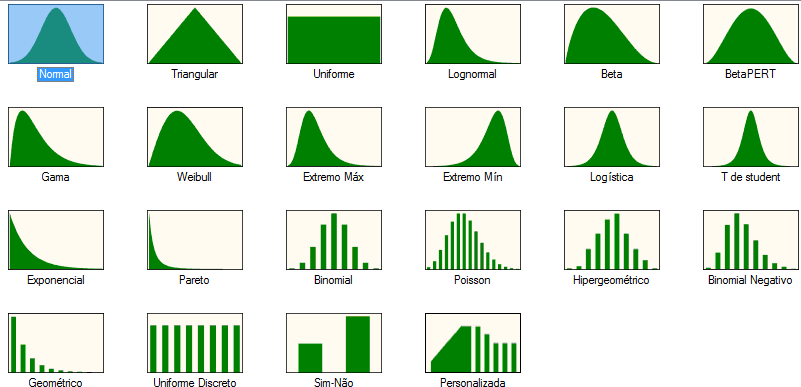 Normal
Triangular
Uniforme
Lognormal
Beta
BetaPERT
Gama
Weibull
Extremo Máx
Extremo Mín
Logística
T de student
Exponencial
Pareto
Binomial
Poisson
Hipergeométrico
Binomial Negativo
Geométrico
Uniforme Discreto
Sim-Não
Personalizada